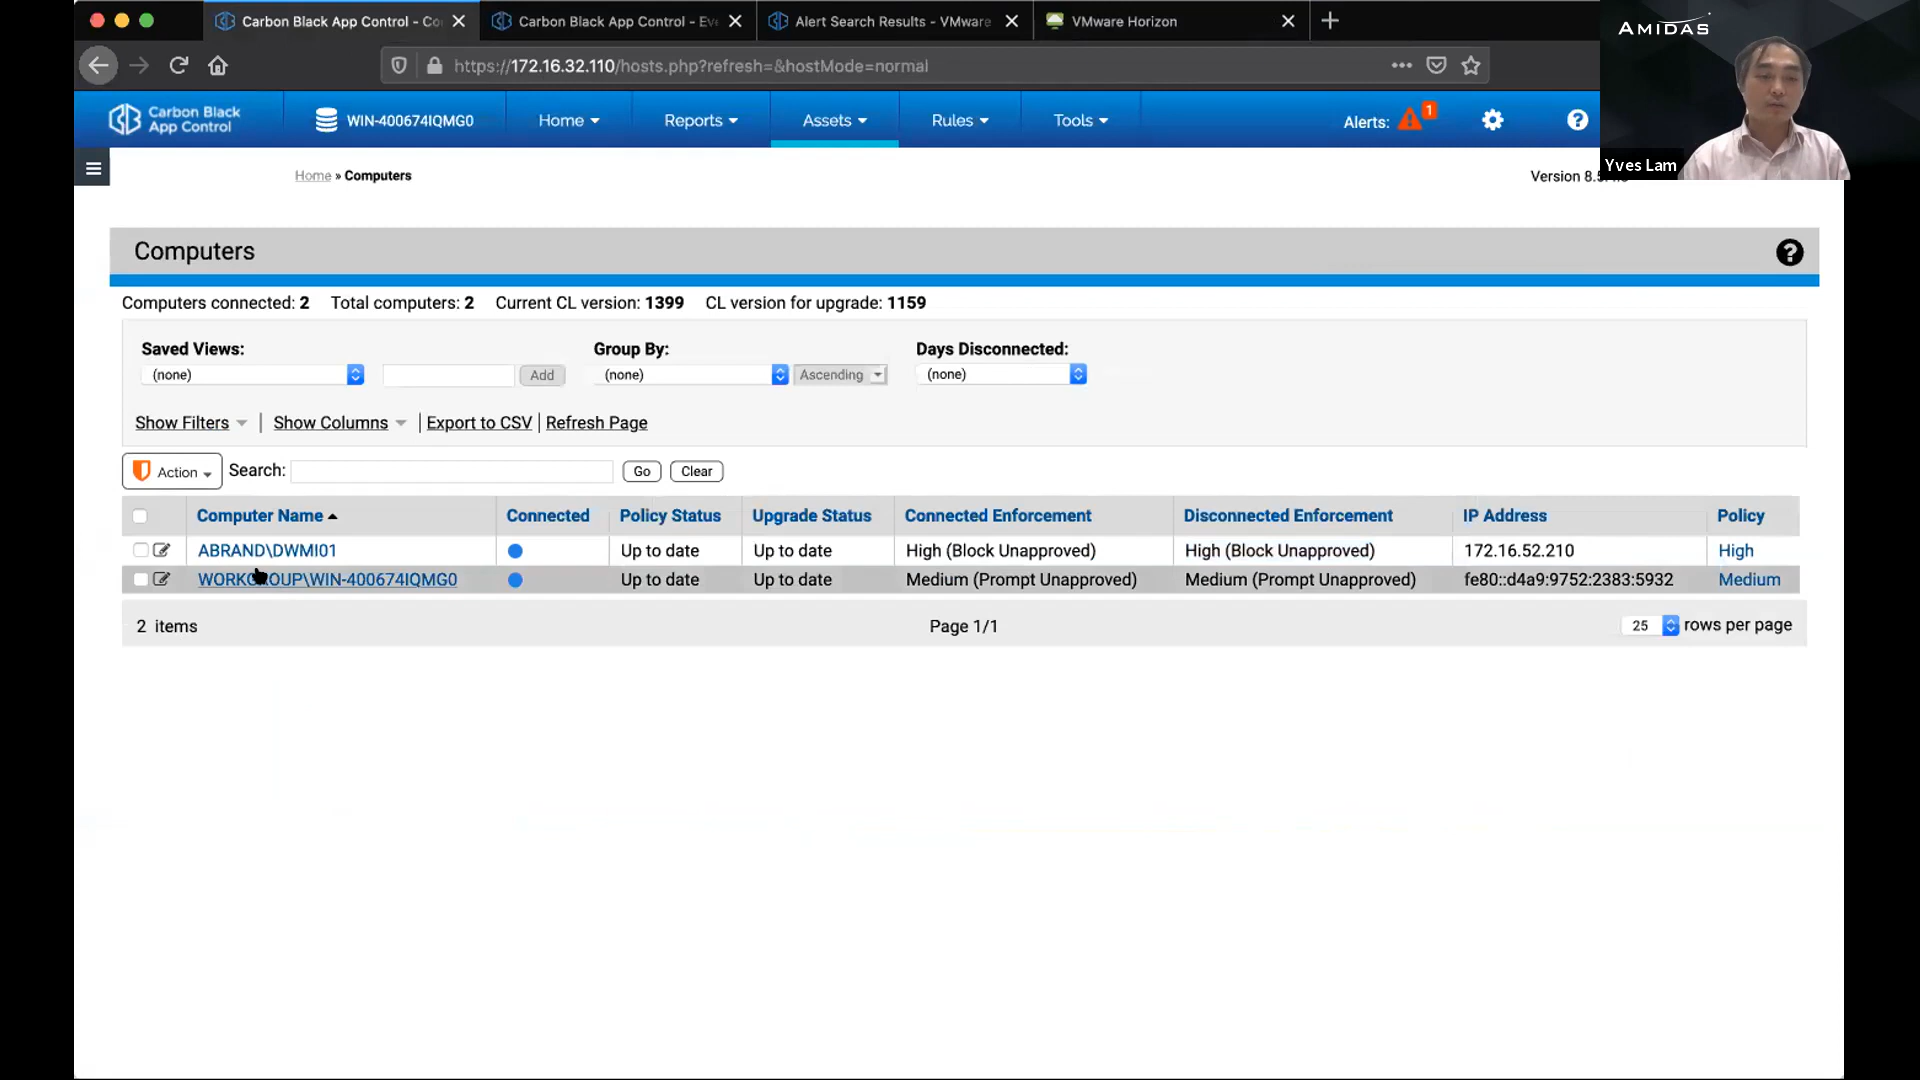 Carbon Black App Control - Co
Carbon Black App Control - Eve
Alert Search Results - VMware
VMware Horizon
AMIDAS
https://172.16.32.110/hosts.php?refresh=&hostMode=normal
Carbon Black
App Control
WIN-400674IQMG0
Home
Reports
Assets
Rules
Tools
Alerts:
1
Yves Lam
Home » Computers
Version 8.5
Computers
Computers connected: 2 Total computers: 2 Current CL version: 1399 CL version for upgrade: 1159
Saved Views:
Group By:
Days Disconnected:
(none)
Add
(none)
Ascending
(none)
Show Filters | Show Columns | Export to CSV | Refresh Page
Action Search: Go Clear
Computer Name Connected Policy Status Upgrade Status Connected Enforcement Disconnected Enforcement IP Address Policy
ABRAND\DWMI01 Up to date Up to date High (Block Unapproved) High (Block Unapproved) 172.16.52.210 High
WORKGROUP\WIN-400674IQMG0 Up to date Up to date Medium (Prompt Unapproved) Medium (Prompt Unapproved) fe80::d4a9:9752:2383:5932 Medium
2 items Page 1/1 25 rows per page